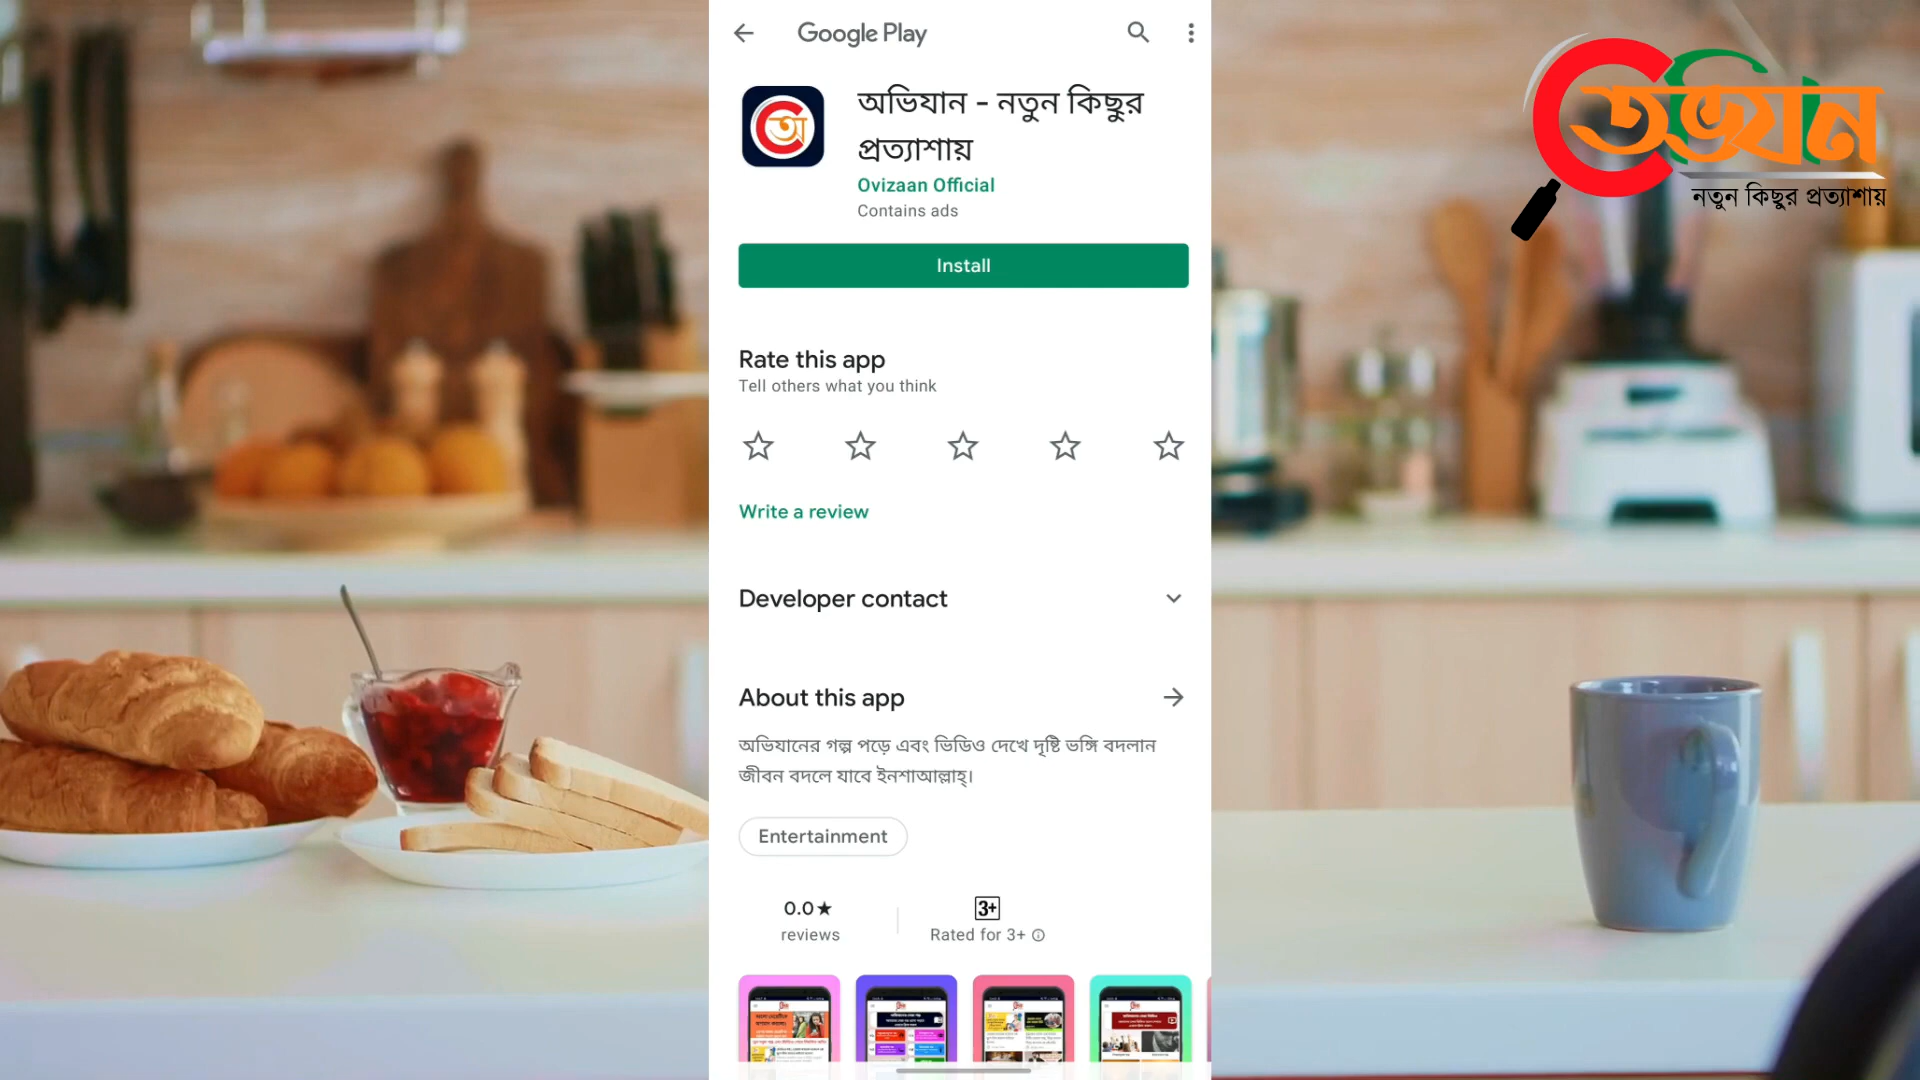 Google Play
অভিযান - নতুন কিছুর
প্রত্যাশায়
Ovizaan Official
Contains ads
Install
Rate this app
Tell others what you think
Write a review
Developer contact
About this app
অভিযানের গল্প পড়ে এবং ভিডিও দেখে দৃষ্টি ভঙ্গি বদলান
জীবন বদলে যাবে ইনশাআল্লাহ্।
Entertainment
0.0★
reviews
3+
Rated for 3+
অভিযান
নতুন কিছুর প্রত্যাশায়